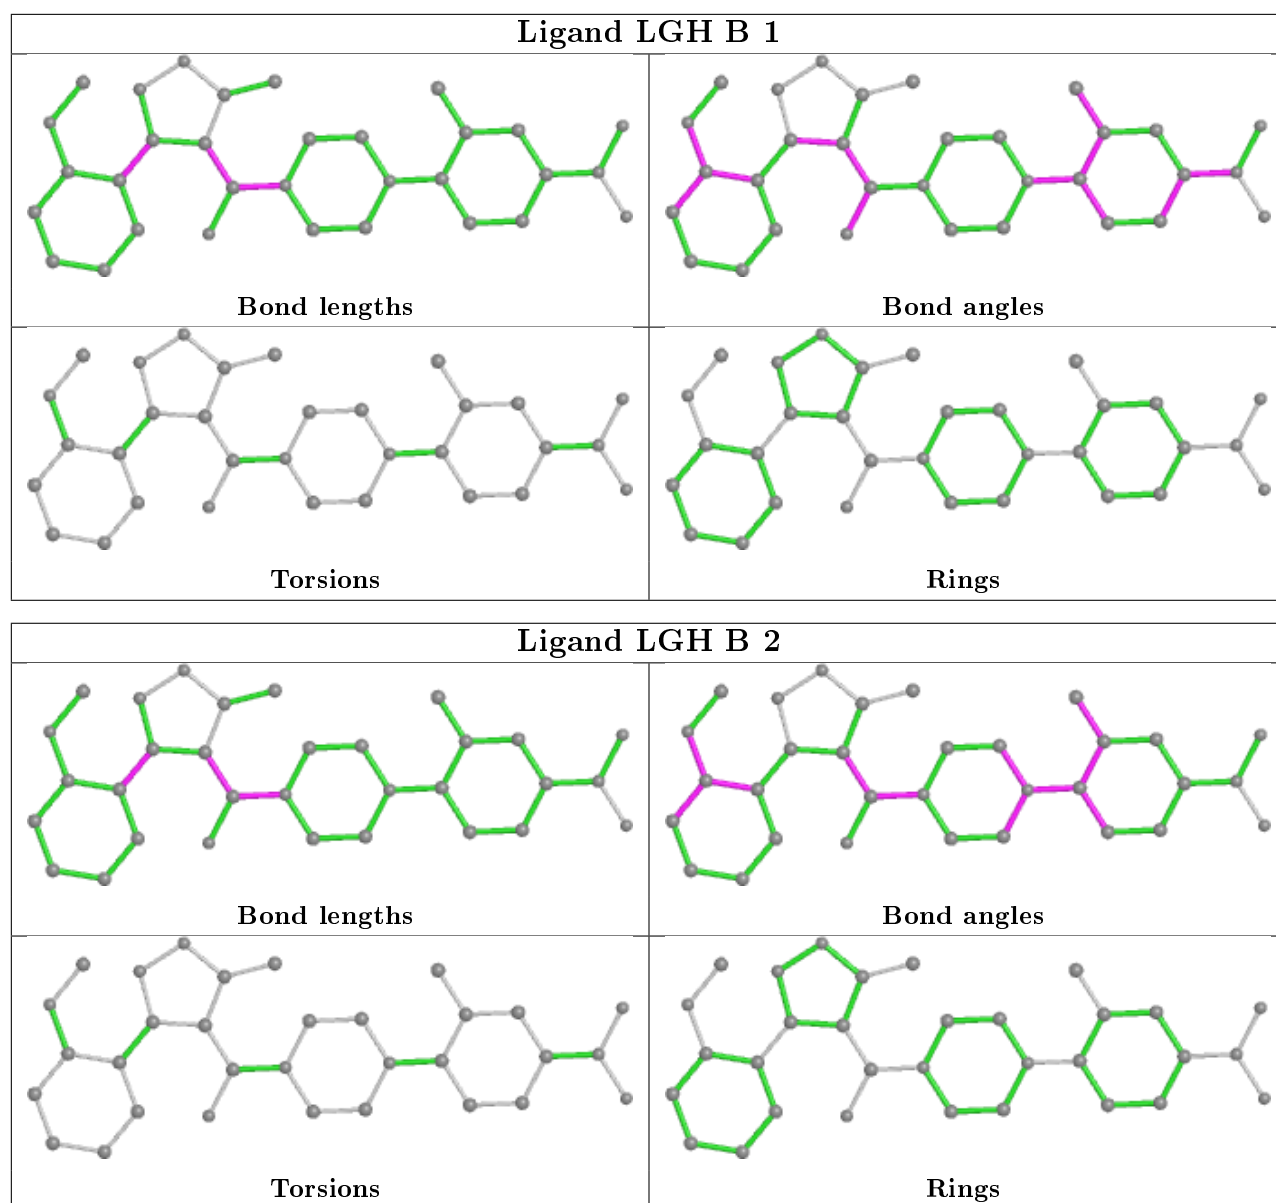 Ligand LGH B 1
Bond lengths
Bond angles
Torsions
Rings
Ligand LGH B 2
Bond lengths
Bond angles
Torsions
Rings